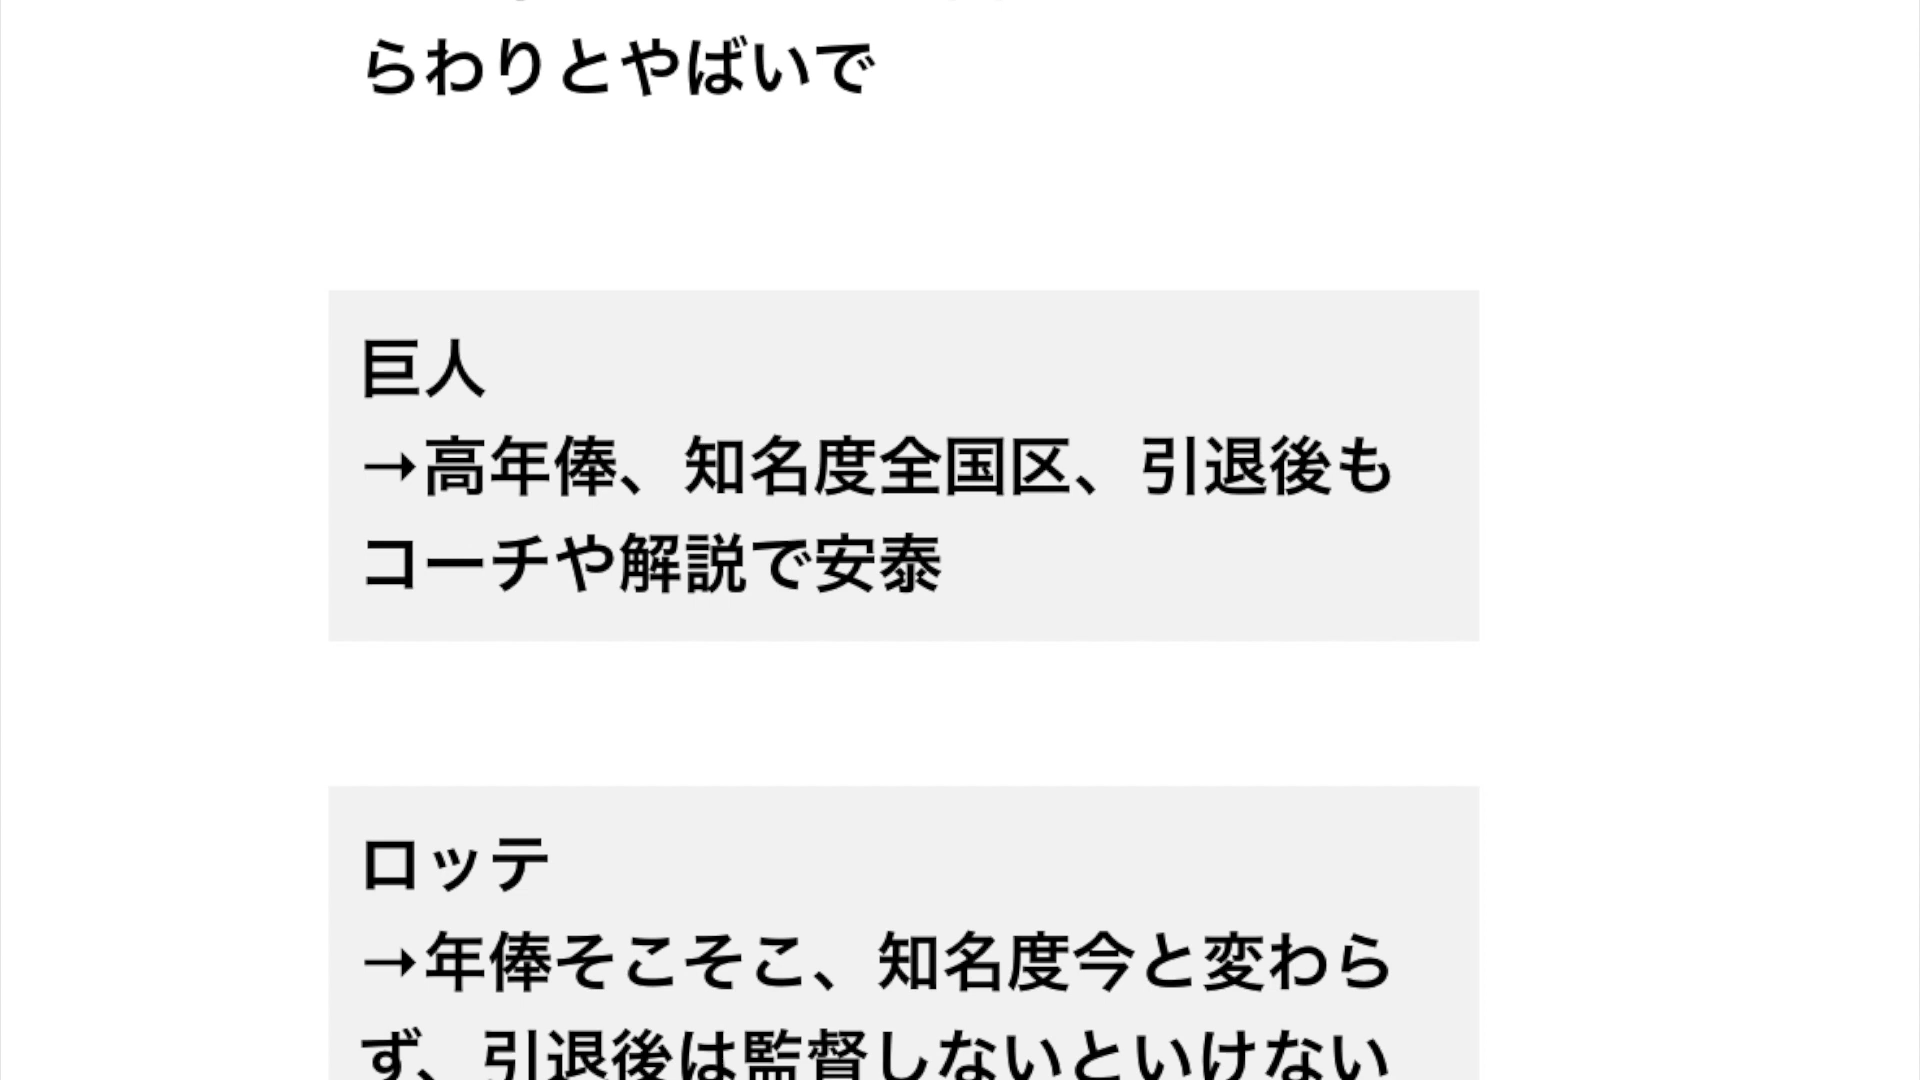 らわりとやばいで
巨人
→高年俸、知名度全国区、引退後も
コーチや解説で安泰
ロッテ
→年俸そこそこ、知名度今と変わら
ず、引退後は監督しないといけない